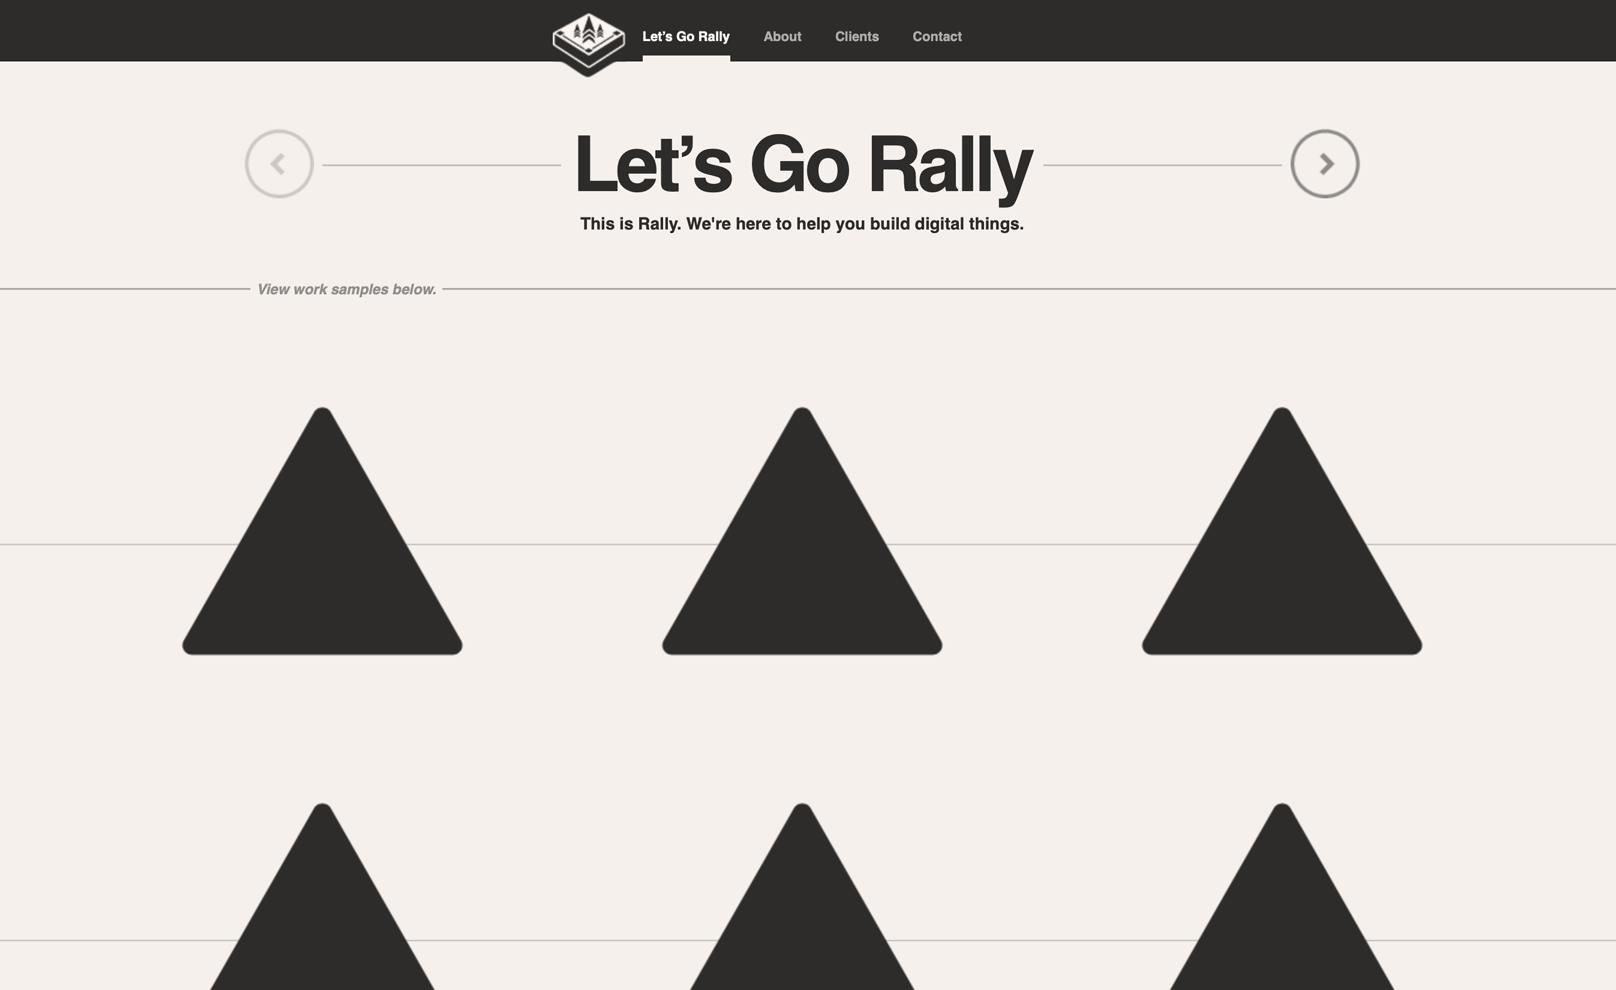 Let's Go Rally About Clients Contact
Let's Go Rally
This is Rally. We're here to help you build digital things.
View work samples below.